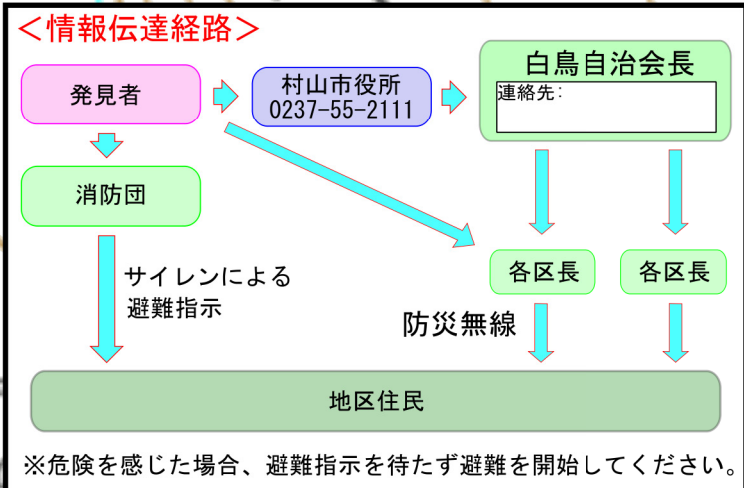 ＜情報伝達経路＞
発見者
村山市役所
0237-55-2111
白鳥自治会長
連絡先：
消防団
サイレンによる
避難指示
各区長
各区長
防災無線
地区住民
※危険を感じた場合、避難指示を待たず避難を開始してください。